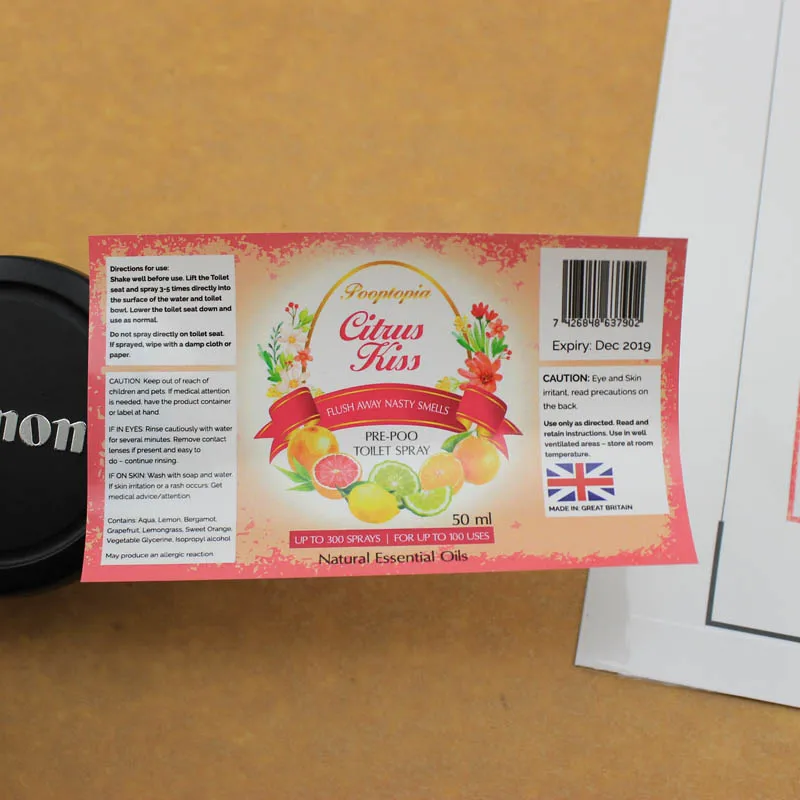 Directions for use:
Shake well before use. Lift the Toilet
seat and spray 3-5 times directly into
the surface of the water and toilet
bowl. Lower the toilet seat down and
use as normal.
Do not spray directly on toilet seat.
If sprayed, wipe with a damp cloth or
paper.
CAUTION: Keep out of reach of
children and pets. If medical attention
is needed, have the product container
or label at hand.
IF IN EYES: Rinse cautiously with water
for several minutes. Remove contact
lenses if present and easy to
do – continue rinsing.
IF ON SKIN: Wash with soap and water.
If skin irritation or a rash occurs: Get
medical advice/attention.
Contains: Aqua, Lemon, Bergamot,
Grapefruit, Lemongrass, Sweet Orange,
Vegetable Glycerine, Isopropyl alcohol
May produce an allergic reaction.
Pooptopia
Citrus
Kiss
FLUSH AWAY NASTY SMELLS
PRE-POO
TOILET SPRAY
50 ml
UP TO 300 SPRAYS | FOR UP TO 100 USES
Natural Essential Oils
7 426848 637902
Expiry: Dec 2019
CAUTION: Eye and Skin
irritant, read precautions on
the back.
Use only as directed. Read and
retain instructions. Use in well
ventilated areas – store at room
temperature.
MADE IN GREAT BRITAIN
non